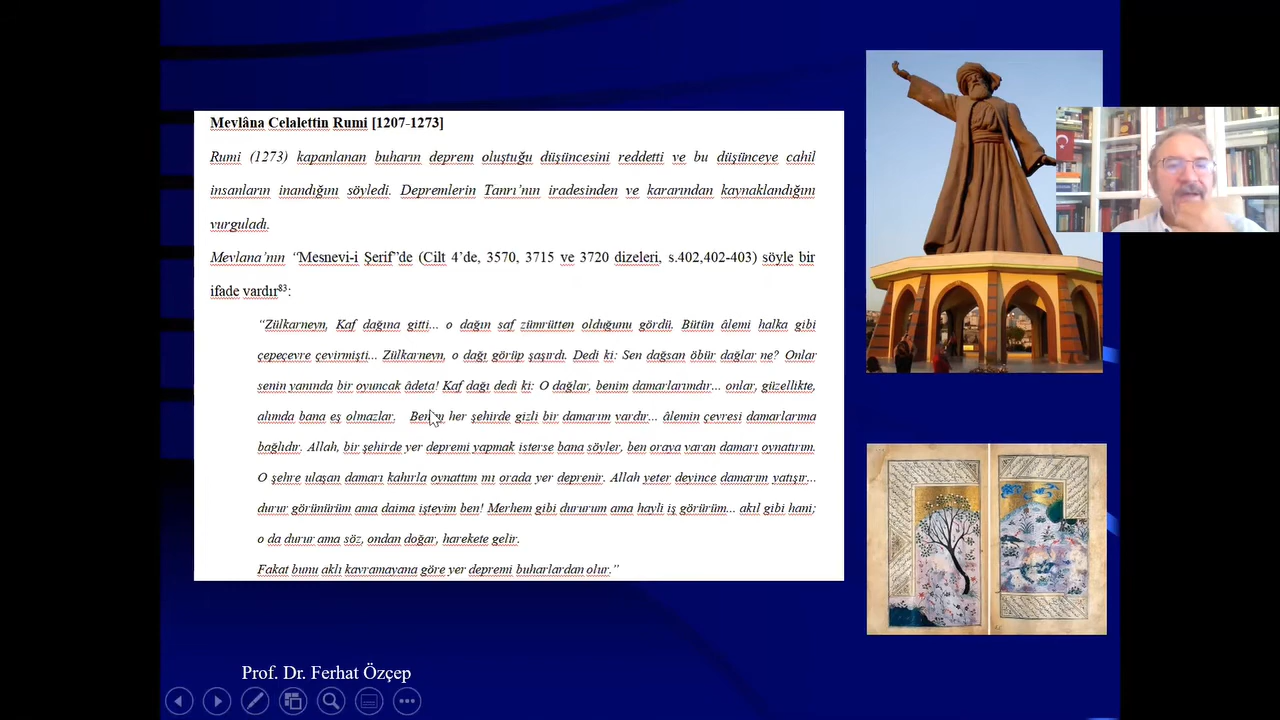 Mevlâna Celalettin Rumi [1207-1273]
Rumi (1273) kapanlanan buharın deprem oluştuğu düşüncesini reddetti ve bu düşünceye cahil
insanların inandığını söyledi. Depremlerin Tanrı’nın iradesinden ve kararından kaynaklandığını
vurguladı.
Mevlana’nın “Mesnevi-i Şerif”de (Cilt 4’de, 3570, 3715 ve 3720 dizeleri, s.402,402-403) söyle bir
ifade vardır⁸³:
“Zülkarneyn, Kaf dağına gitti... o dağın saf zümrütten olduğunu gördü. Bütün âlemi halka gibi
çepeçevre çevirmişti... Zülkarneyn, o dağı görüp şaşırdı. Dedi ki: Sen dağsan öbür dağlar ne? Onlar
senin yanında bir oyuncak âdeta! Kaf dağı dedi ki: O dağlar, benim damarlarımdır... onlar, güzellikte,
alımda bana eş olmazlar. Benim her şehirde gizli bir damarım vardır... âlemin çevresi damarlarıma
bağlıdır. Allah, bir şehirde yer depremi yapmak isterse bana söyler, ben oraya varan damarı oynatırım.
O şehre ulaşan damarı kahırla oynattım mı orada yer deprenir. Allah yeter deyince damarım yatışır...
durur görünürüm ama daima işteyim ben! Merhem gibi dururum ama hayli iş görürüm... akıl gibi hani;
o da durur ama söz, ondan doğar, harekete gelir.
Fakat bunu aklı kavramayana göre yer depremi buharlardan olur.”
Prof. Dr. Ferhat Özçep